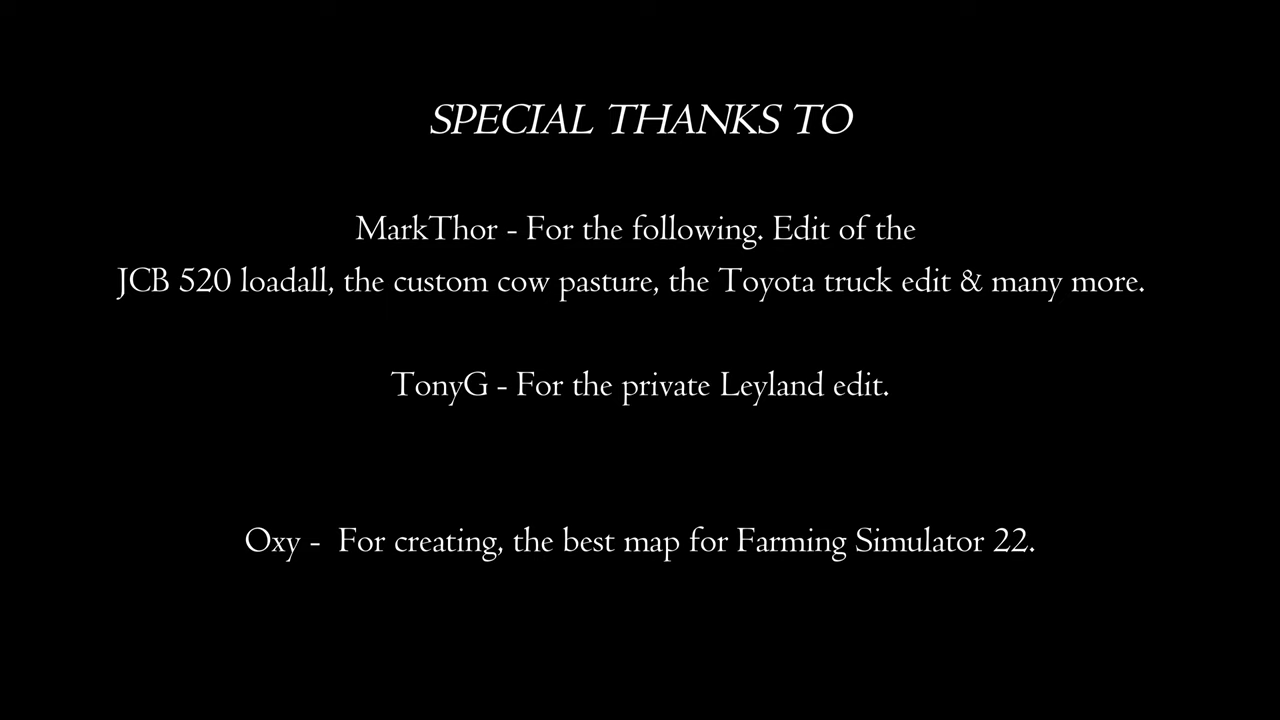 SPECIAL THANKS TO
MarkThor - For the following. Edit of the
JCB 520 loadall, the custom cow pasture, the Toyota truck edit & many more.
TonyG - For the private Leyland edit.
Oxy -  For creating, the best map for Farming Simulator 22.